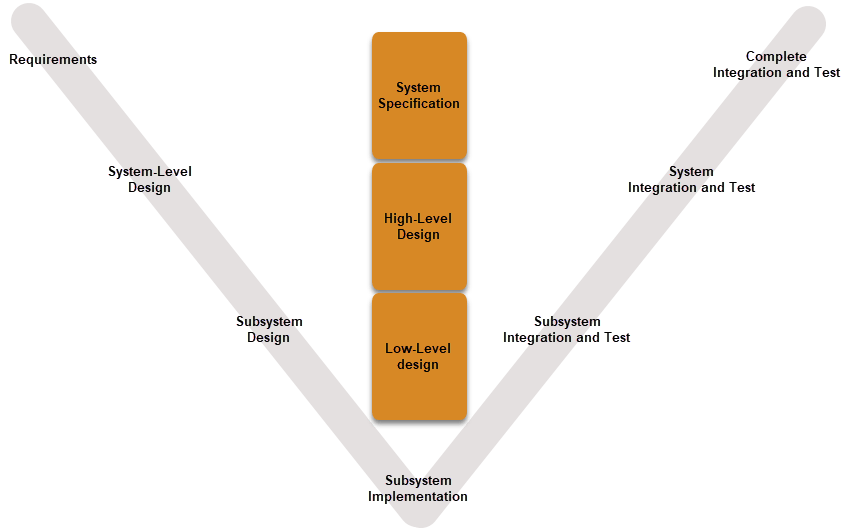 Requirements
System-Level
Design
Subsystem
Design
Subsystem
Implementation
System
Specification
High-Level
Design
Low-Level
design
Complete
Integration and Test
System
Integration and Test
Subsystem
Integration and Test